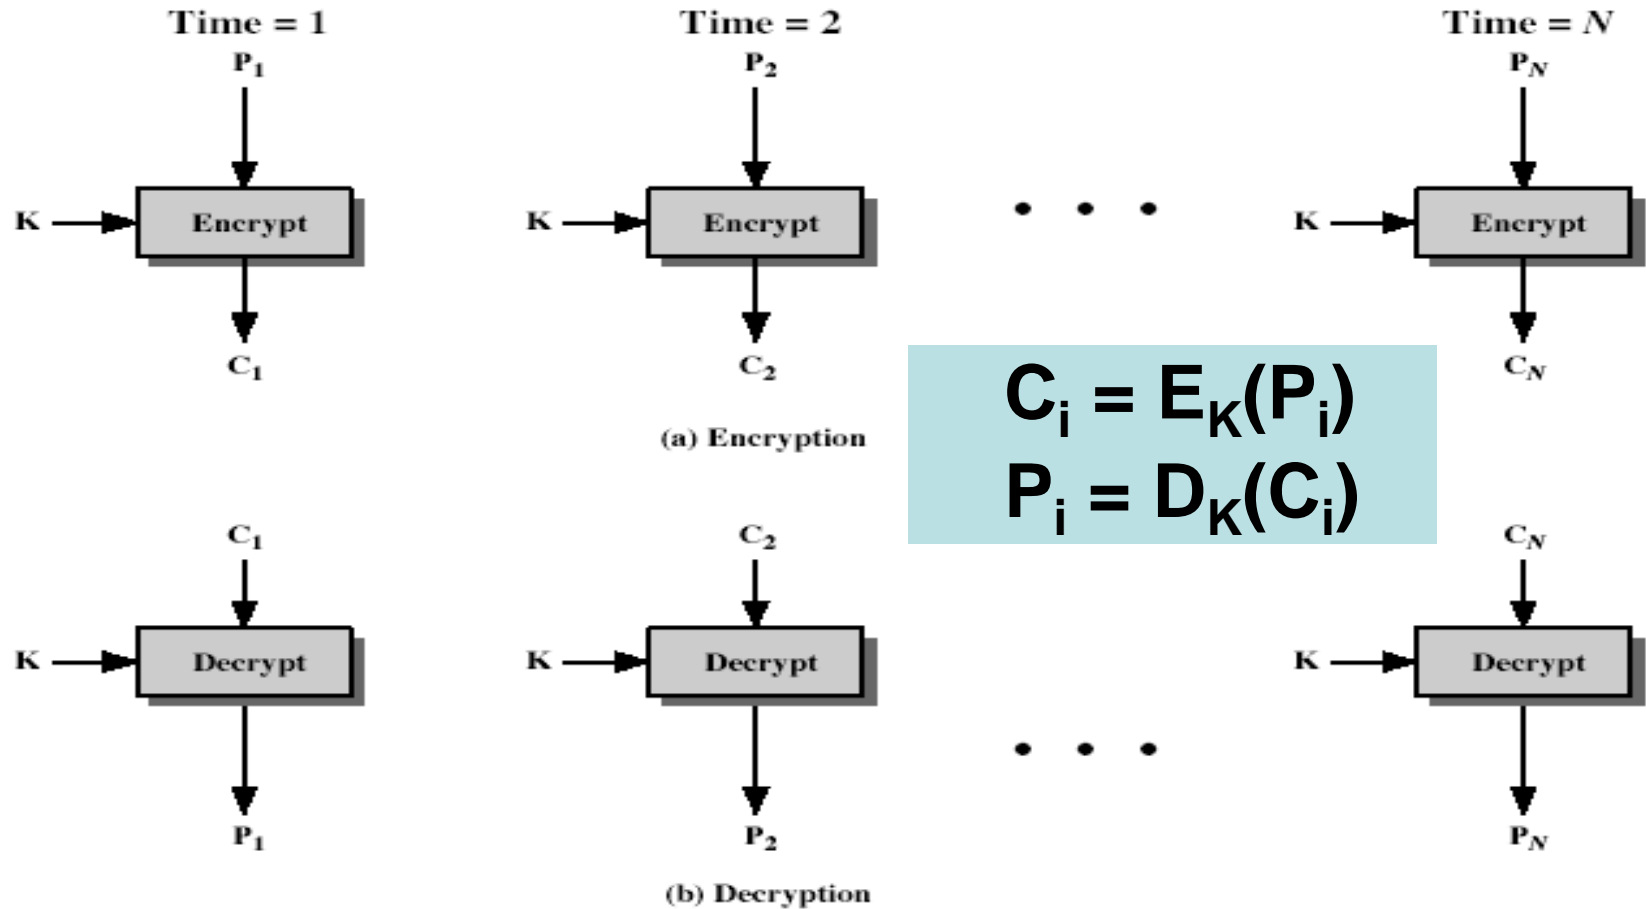 Time = 1 Time = 2 Time = N
P1 P2 PN
K Encrypt K Encrypt • • • K Encrypt
C1 C2 CN
Ci = EK(Pi)
(a) Encryption
Pi = DK(Ci)
C1 C2 CN
K Decrypt K Decrypt K Decrypt
• • •
P1 P2 PN
(b) Decryption